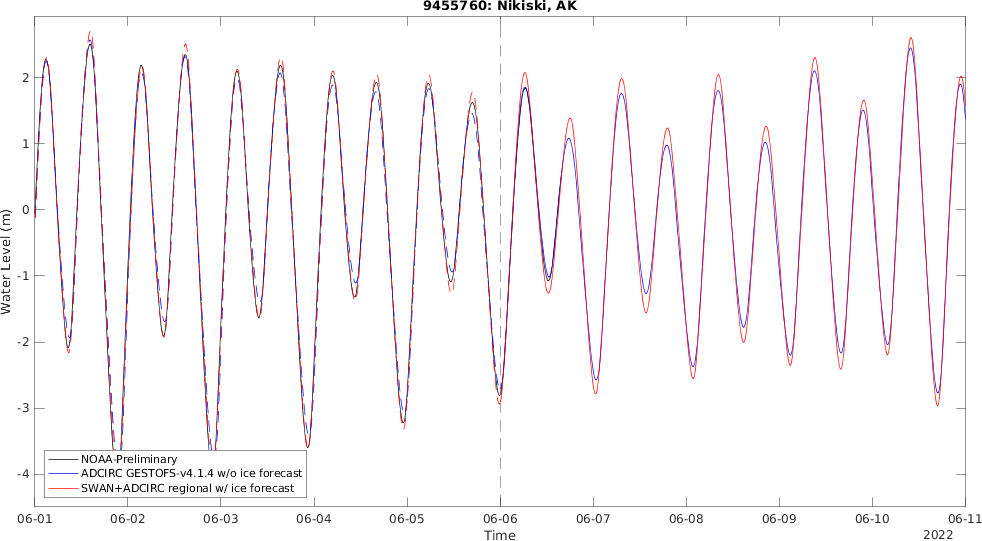 9455760: Nikiski, AK
Water Level (m)
2
1
0
-1
-2
-3
-4
NOAA-Preliminary
ADCIRC GESTOFS-v4.1.4 w/o ice forecast
SWAN+ADCIRC regional w/ ice forecast
06-01 06-02 06-03 06-04 06-05 06-06 06-07 06-08 06-09 06-10 06-11
Time
2022